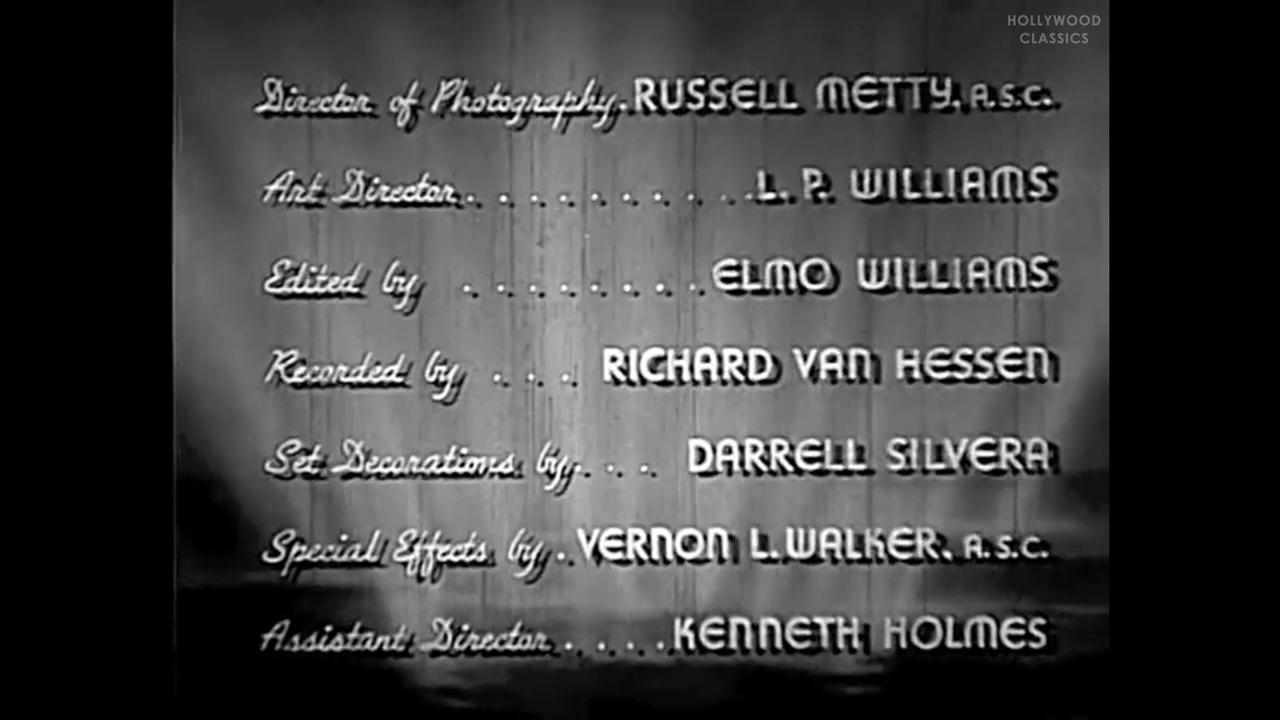 HOLLYWOOD
CLASSICS
Director of Photography. RUSSELL METTY, A.S.C.
Art Director. . . . . . . . . . L. P. WILLIAMS
Edited by . . . . . . . . ELMO WILLIAMS
Recorded by . . . RICHARD VAN HESSEN
Set Decorations by. . . DARRELL SILVERA
Special Effects by . VERNON L. WALKER, A.S.C.
Assistant Director . . . . KENNETH HOLMES